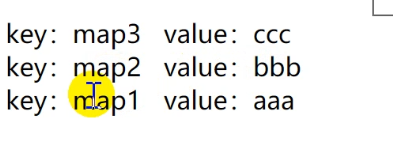 key: map3 value: ccc
key: map2 value: bbb
key: map1 value: aaa